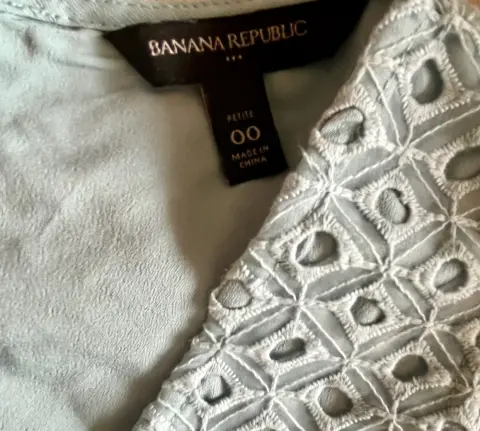 BANANA REPUBLIC
PETITE
00
MADE IN
CHINA